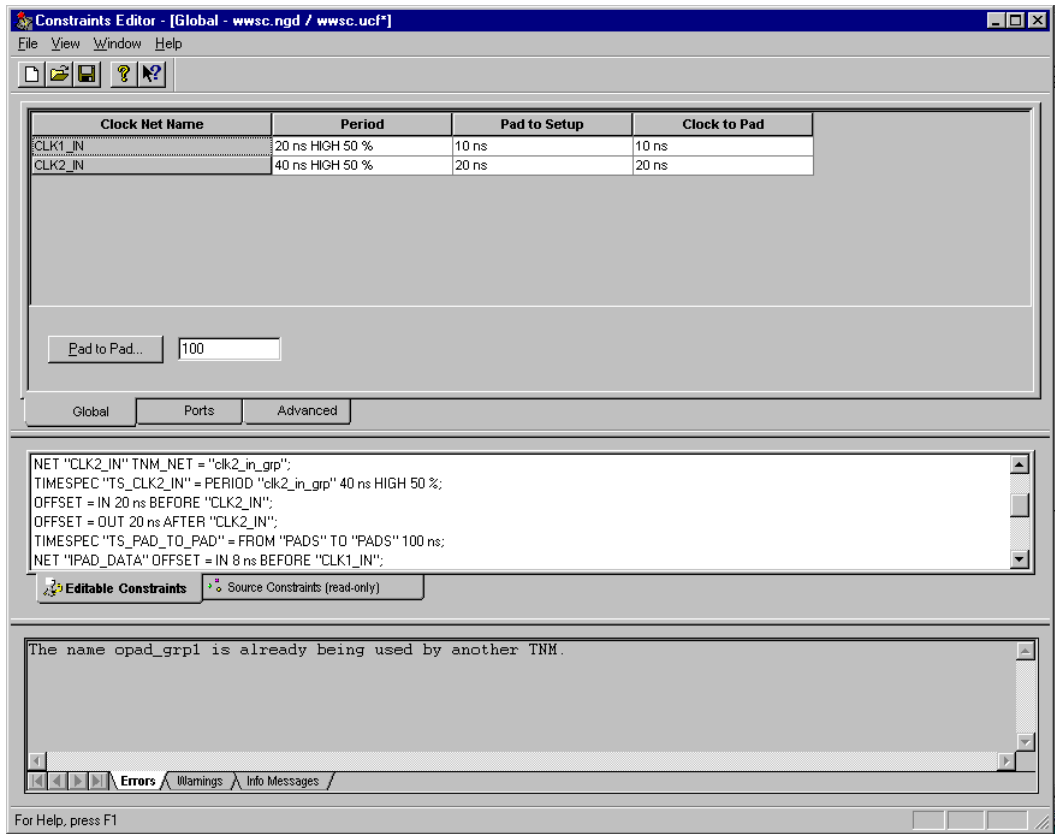 Constraints Editor - [Global - wwsc.ngd / wwsc.ucf*]
File View Window Help
Clock Net Name Period Pad to Setup Clock to Pad
CLK1_IN 20 ns HIGH 50 % 10 ns 10 ns
CLK2_IN 40 ns HIGH 50 % 20 ns 20 ns
Pad to Pad... 100
Global Ports Advanced
NET "CLK2_IN" TNM_NET = "clk2_in_grp";
TIMESPEC "TS_CLK2_IN" = PERIOD "clk2_in_grp" 40 ns HIGH 50 %;
OFFSET = IN 20 ns BEFORE "CLK2_IN";
OFFSET = OUT 20 ns AFTER "CLK2_IN";
TIMESPEC "TS_PAD_TO_PAD" = FROM "PADS" TO "PADS" 100 ns;
NET "IPAD_DATA" OFFSET = IN 8 ns BEFORE "CLK1_IN";
Editable Constraints Source Constraints (read-only)
The name opad_grp1 is already being used by another TNM.
Errors Warnings Info Messages
For Help, press F1